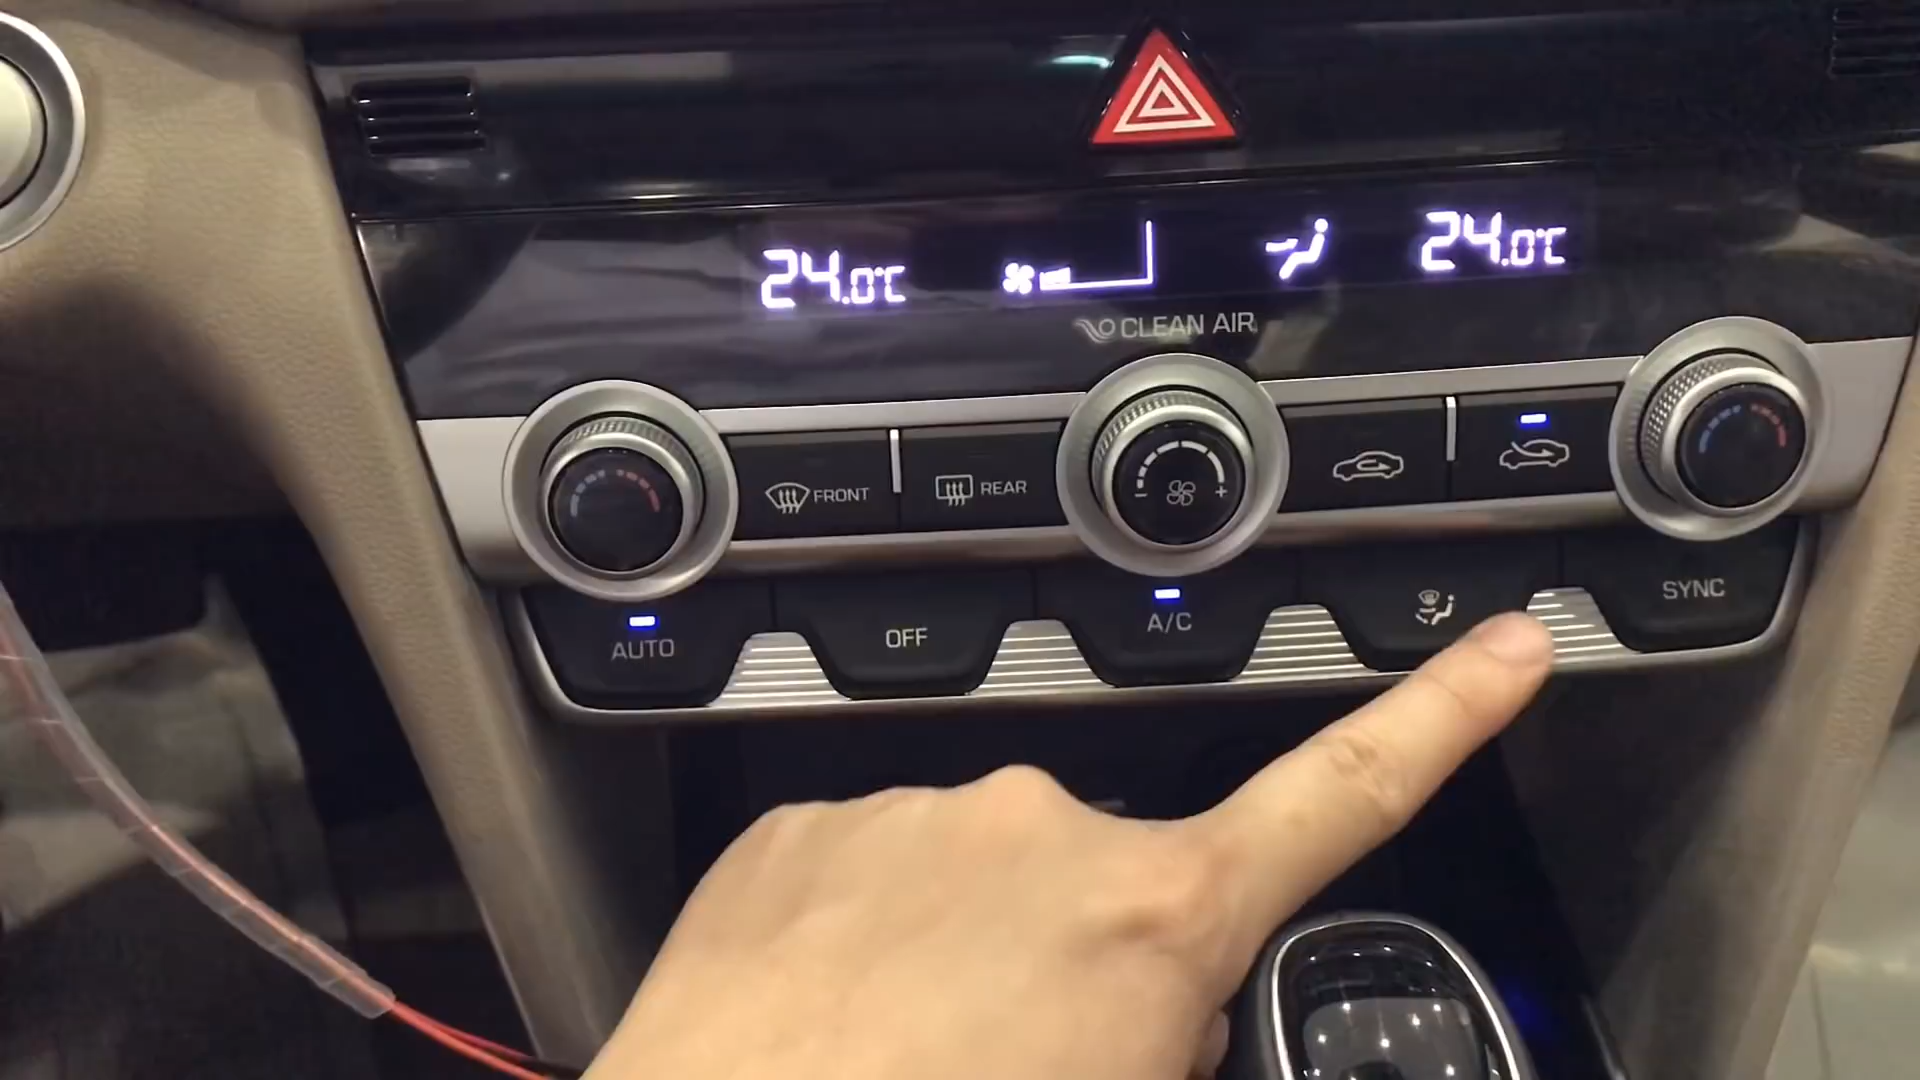 24.0°C 24.0°C
CLEAN AIR
FRONT REAR
- +
AUTO OFF A/C SYNC